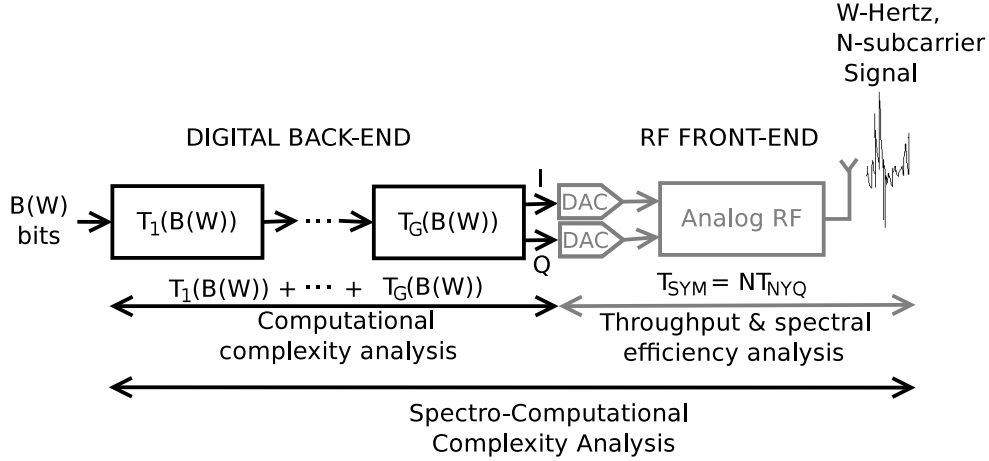 W-Hertz,
N-subcarrier
Signal
DIGITAL BACK-END
RF FRONT-END
B(W)
bits
T1(B(W))
...
TG(B(W))
I
Q
DAC
DAC
Analog RF
T1(B(W)) + ... + TG(B(W))
TSYM = NTNYQ
Computational
complexity analysis
Throughput & spectral
efficiency analysis
Spectro-Computational
Complexity Analysis